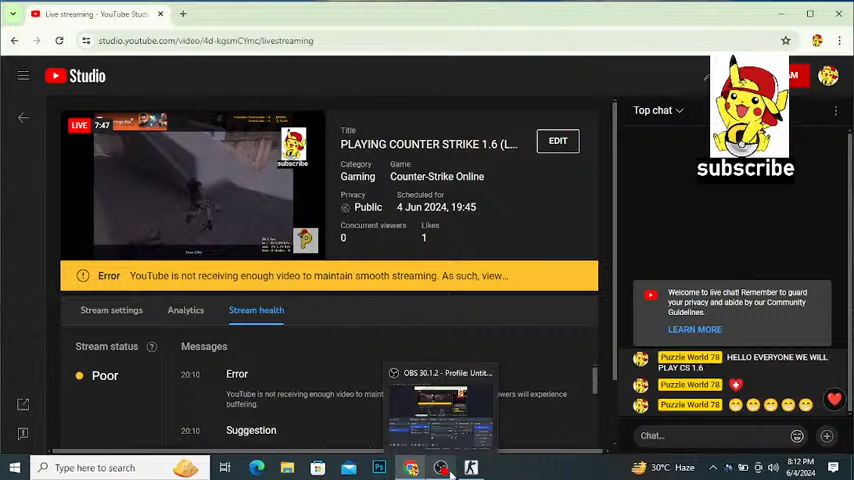 Live streaming - YouTube Studi
studio.youtube.com/video/4d-kgsmCYmc/livestreaming
Studio
LIVE
7:47
subscribe
Title
PLAYING COUNTER STRIKE 1.6 (L...
EDIT
Category
Game
Gaming
Counter-Strike Online
Privacy
Scheduled for
Public
4 Jun 2024, 19:45
Concurrent viewers
Likes
0
1
Error YouTube is not receiving enough video to maintain smooth streaming. As such, view...
Stream settings
Analytics
Stream health
Stream status
Poor
Messages
20:10
Error
YouTube is not receiving enough video to maint
ewers will experience
buffering.
20:10
Suggestion
OBS 30.1.2 - Profile: Untit...
Top chat
AM
subscribe
Welcome to live chat! Remember to guard
your privacy and abide by our Community
Guidelines.
LEARN MORE
Puzzle World 78 HELLO EVERYONE WE WILL
PLAY CS 1.6
Puzzle World 78
Puzzle World 78
Chat...
Type here to search
Ps
30°C Haze
8:12 PM
6/4/2024